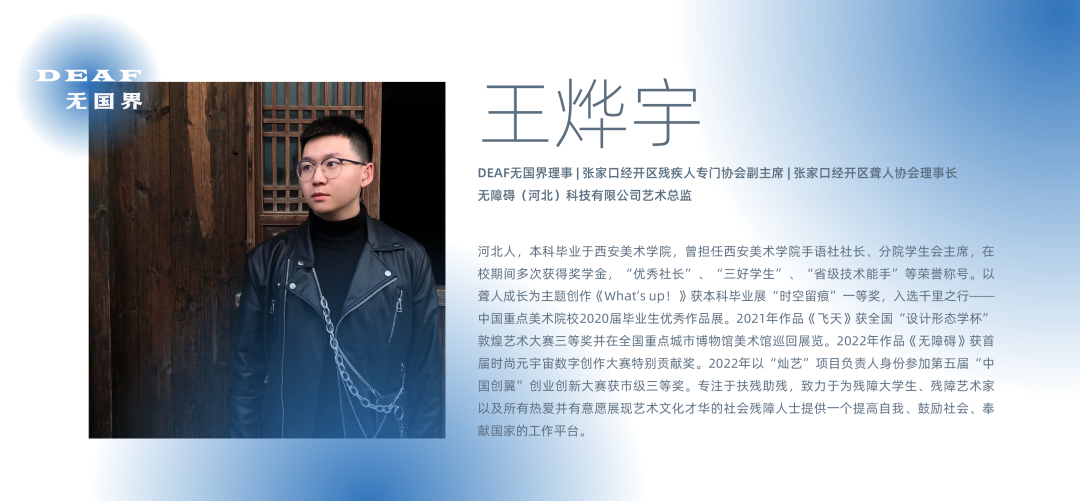 DEAF
无国界
王烨宇
DEAF无国界理事 | 张家口经开区残疾人专门协会副主席 | 张家口经开区聋人协会理事长
无障碍（河北）科技有限公司艺术总监
河北人，本科毕业于西安美术学院，曾担任西安美术学院手语社社长、分院学生会主席，在
校期间多次获得奖学金，“优秀社长”、“三好学生”、“省级技术能手”等荣誉称号。以
聋人成长为主题创作《What's up！》获本科毕业展“时空留痕”一等奖，入选千里之行——
中国重点美术院校2020届毕业生优秀作品展。2021年作品《飞天》获全国“设计形态学杯”
敦煌艺术大赛三等奖并在全国重点城市博物馆美术馆巡回展览。2022年作品《无障碍》获首
届时尚元宇宙数字创作大赛特别贡献奖。2022年以“灿艺”项目负责人身份参加第五届“中
国创翼”创业创新大赛获市级三等奖。专注于扶残助残，致力于为残障大学生、残障艺术家
以及所有热爱并有意愿展现艺术文化才华的社会残障人士提供一个提高自我、鼓励社会、奉
献国家的工作平台。